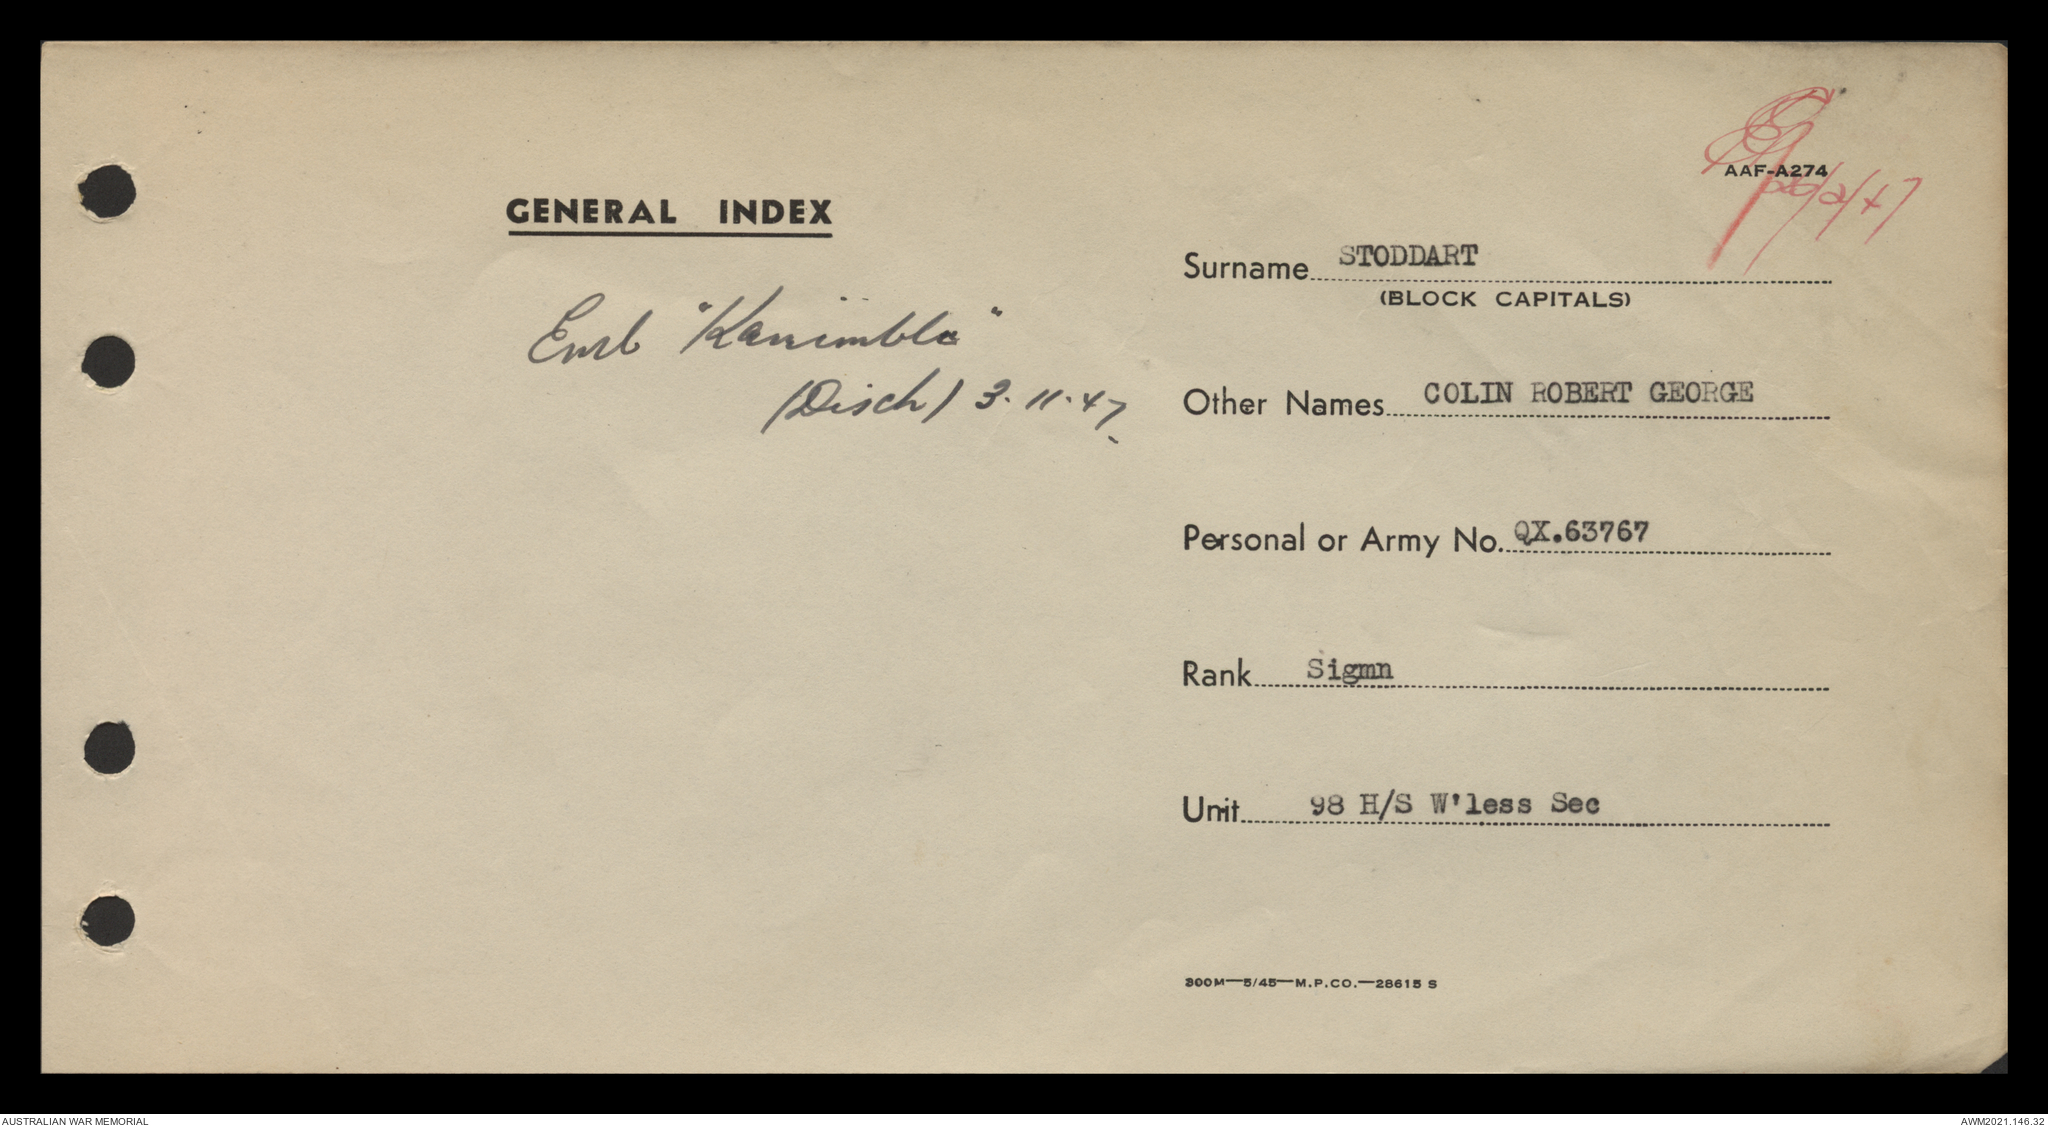 AAF-A274
GENERAL INDEX
Emb "Kanimbla"
(Disch) 3.11.47
Surname STODDART
(BLOCK CAPITALS)
Other Names COLIN ROBERT GEORGE
Personal or Army No. QX.63767
Rank Sigmn
Unit 98 H/S W'less Sec
300M—5/45—M.P.CO.—28615 S
AUSTRALIAN WAR MEMORIAL
AWM2021.146.32